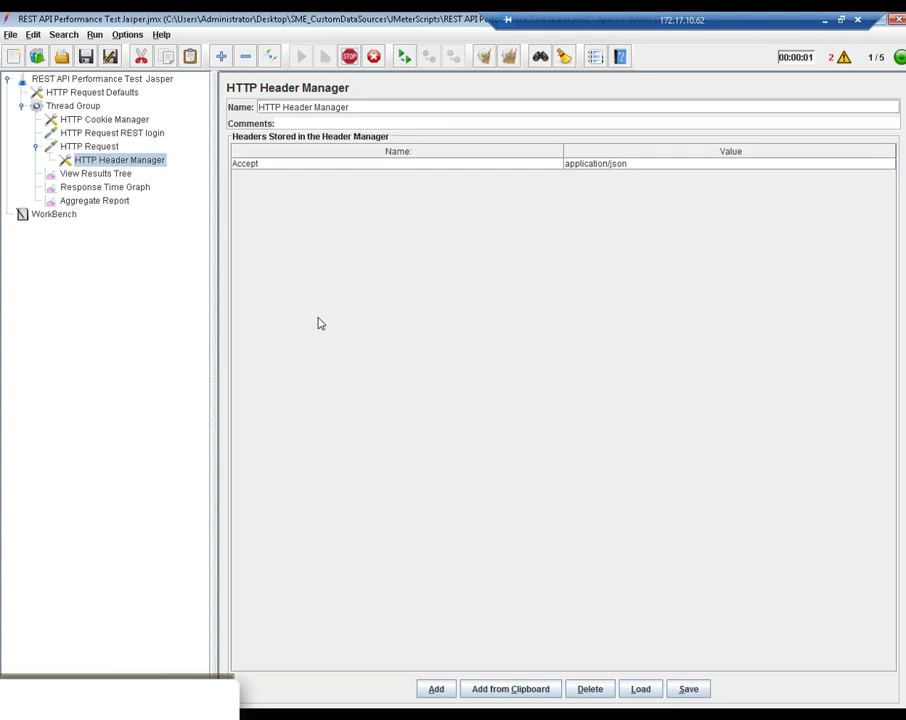 REST API Performance Test Jasper.jmx (C:\Users\Administrator\Desktop\SME_CustomDataSources\JMeterScripts\REST API
172.17.10.62
File Edit Search Run Options Help
00:00:01 2 1/5
REST API Performance Test Jasper
HTTP Request Defaults
Thread Group
HTTP Cookie Manager
HTTP Request REST login
HTTP Request
HTTP Header Manager
View Results Tree
Response Time Graph
Aggregate Report
WorkBench
HTTP Header Manager
Name: HTTP Header Manager
Comments:
Headers Stored in the Header Manager
Name: Value
Accept application/json
Add Add from Clipboard Delete Load Save